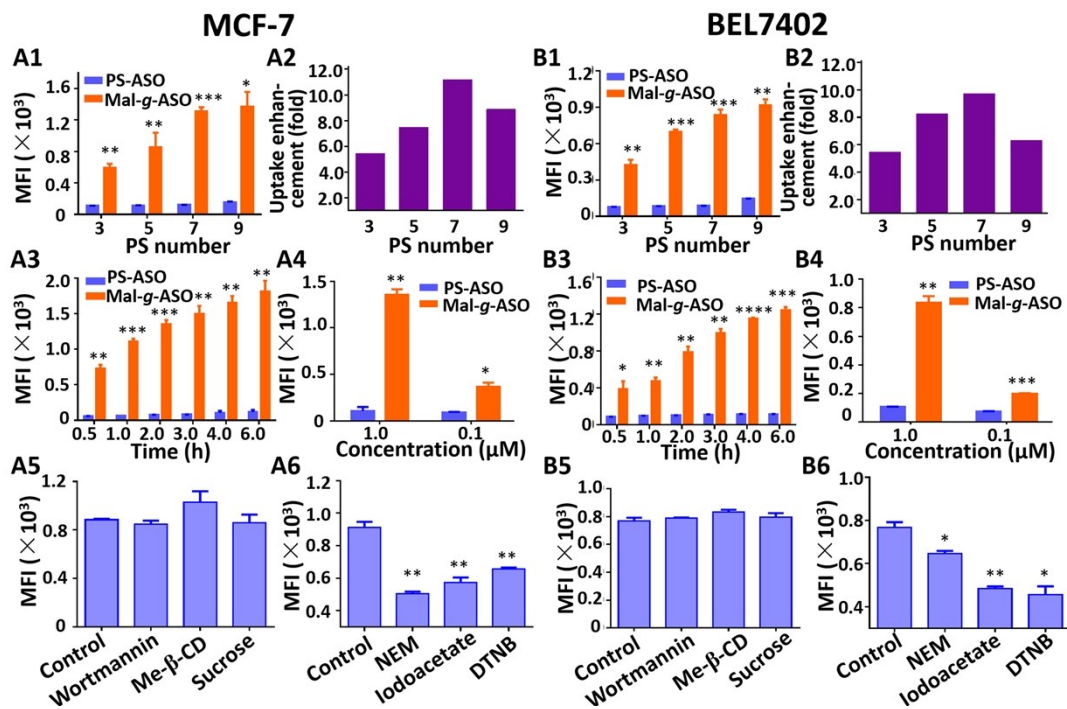 MCF-7
BEL7402
A1
PS-ASO
Mal-g-ASO
MFI (×10³)
1.6
1.2
0.8
0.4
0
**
**
***
*
3 5 7 9
PS number
A2
Uptake enhan-
cement (fold)
12.0
10.0
8.0
6.0
4.0
2.0
3 5 7 9
PS number
B1
PS-ASO
Mal-g-ASO
MFI (×10³)
1.2
0.9
0.6
0.3
0
**
***
***
**
3 5 7 9
PS number
B2
Uptake enhan-
cement (fold)
12.0
10.0
8.0
6.0
4.0
2.0
3 5 7 9
PS number
A3
PS-ASO
Mal-g-ASO
MFI (×10³)
2.0
1.5
1.0
0.5
0
**
***
***
**
**
**
0.5 1.0 2.0 3.0 4.0 6.0
Time (h)
A4
PS-ASO
Mal-g-ASO
MFI (×10³)
1.5
1.0
0.5
0
**
*
1.0 0.1
Concentration (μM)
B3
PS-ASO
Mal-g-ASO
MFI (×10³)
1.6
1.2
0.8
0.4
0
*
**
**
**
****
***
0.5 1.0 2.0 3.0 4.0 6.0
Time (h)
B4
PS-ASO
Mal-g-ASO
MFI (×10³)
1.0
0.8
0.6
0.4
0.2
0
**
***
1.0 0.1
Concentration (μM)
A5
MFI (×10³)
1.2
0.8
0.4
0
Control
Wortmannin
Me-β-CD
Sucrose
A6
MFI (×10³)
1.0
0.8
0.6
0.4
**
**
**
Control
NEM
Iodoacetate
DTNB
B5
MFI (×10³)
1.0
0.8
0.6
0.4
0.2
0
Control
Wortmannin
Me-β-CD
Sucrose
B6
MFI (×10³)
0.8
0.6
0.4
*
**
*
Control
NEM
Iodoacetate
DTNB